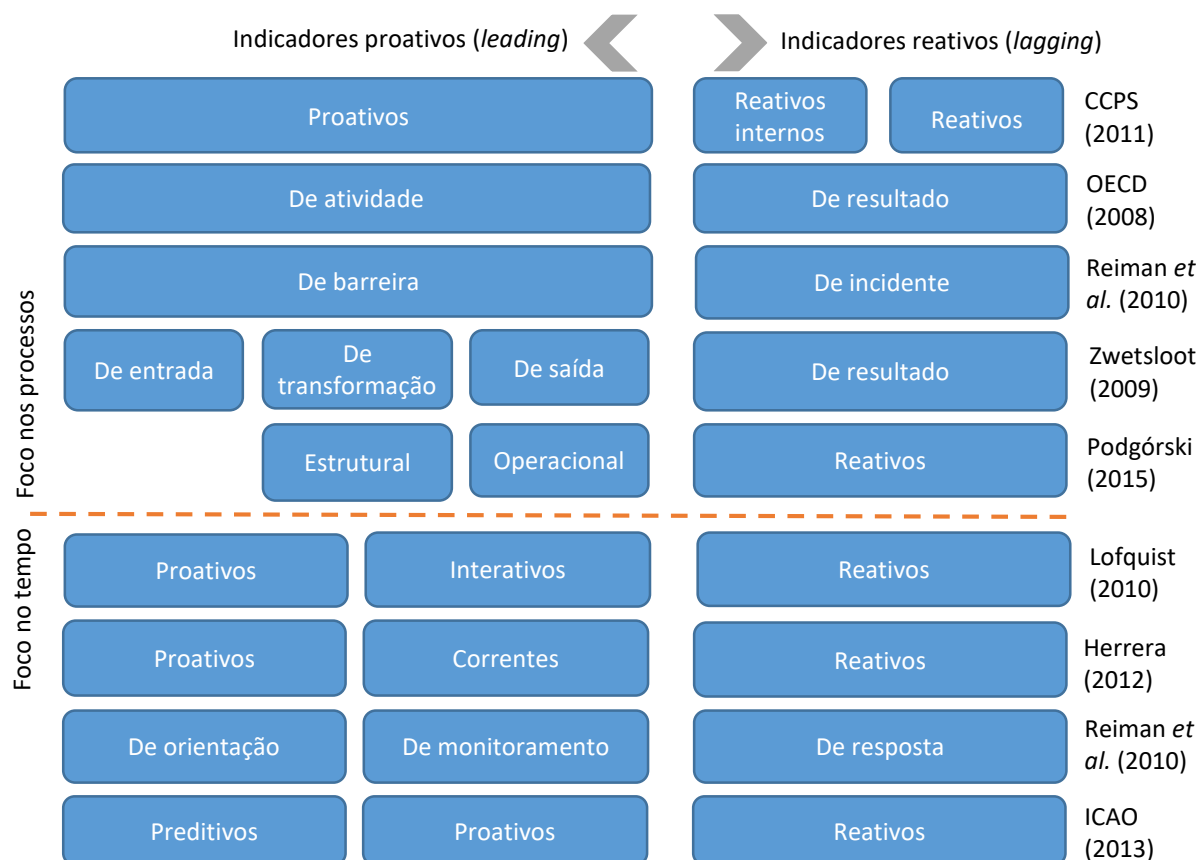 Indicadores proativos (leading)
Indicadores reativos (lagging)
Foco nos processos
Proativos
Reativos
internos
Reativos
CCPS
(2011)
De atividade
De resultado
OECD
(2008)
De barreira
De incidente
Reiman et
al. (2010)
De entrada
De
transformação
De saída
De resultado
Zwetsloot
(2009)
Estrutural
Operacional
Reativos
Podgórski
(2015)
Foco no tempo
Proativos
Interativos
Reativos
Lofquist
(2010)
Proativos
Correntes
Reativos
Herrera
(2012)
De orientação
De monitoramento
De resposta
Reiman et
al. (2010)
Preditivos
Proativos
Reativos
ICAO
(2013)